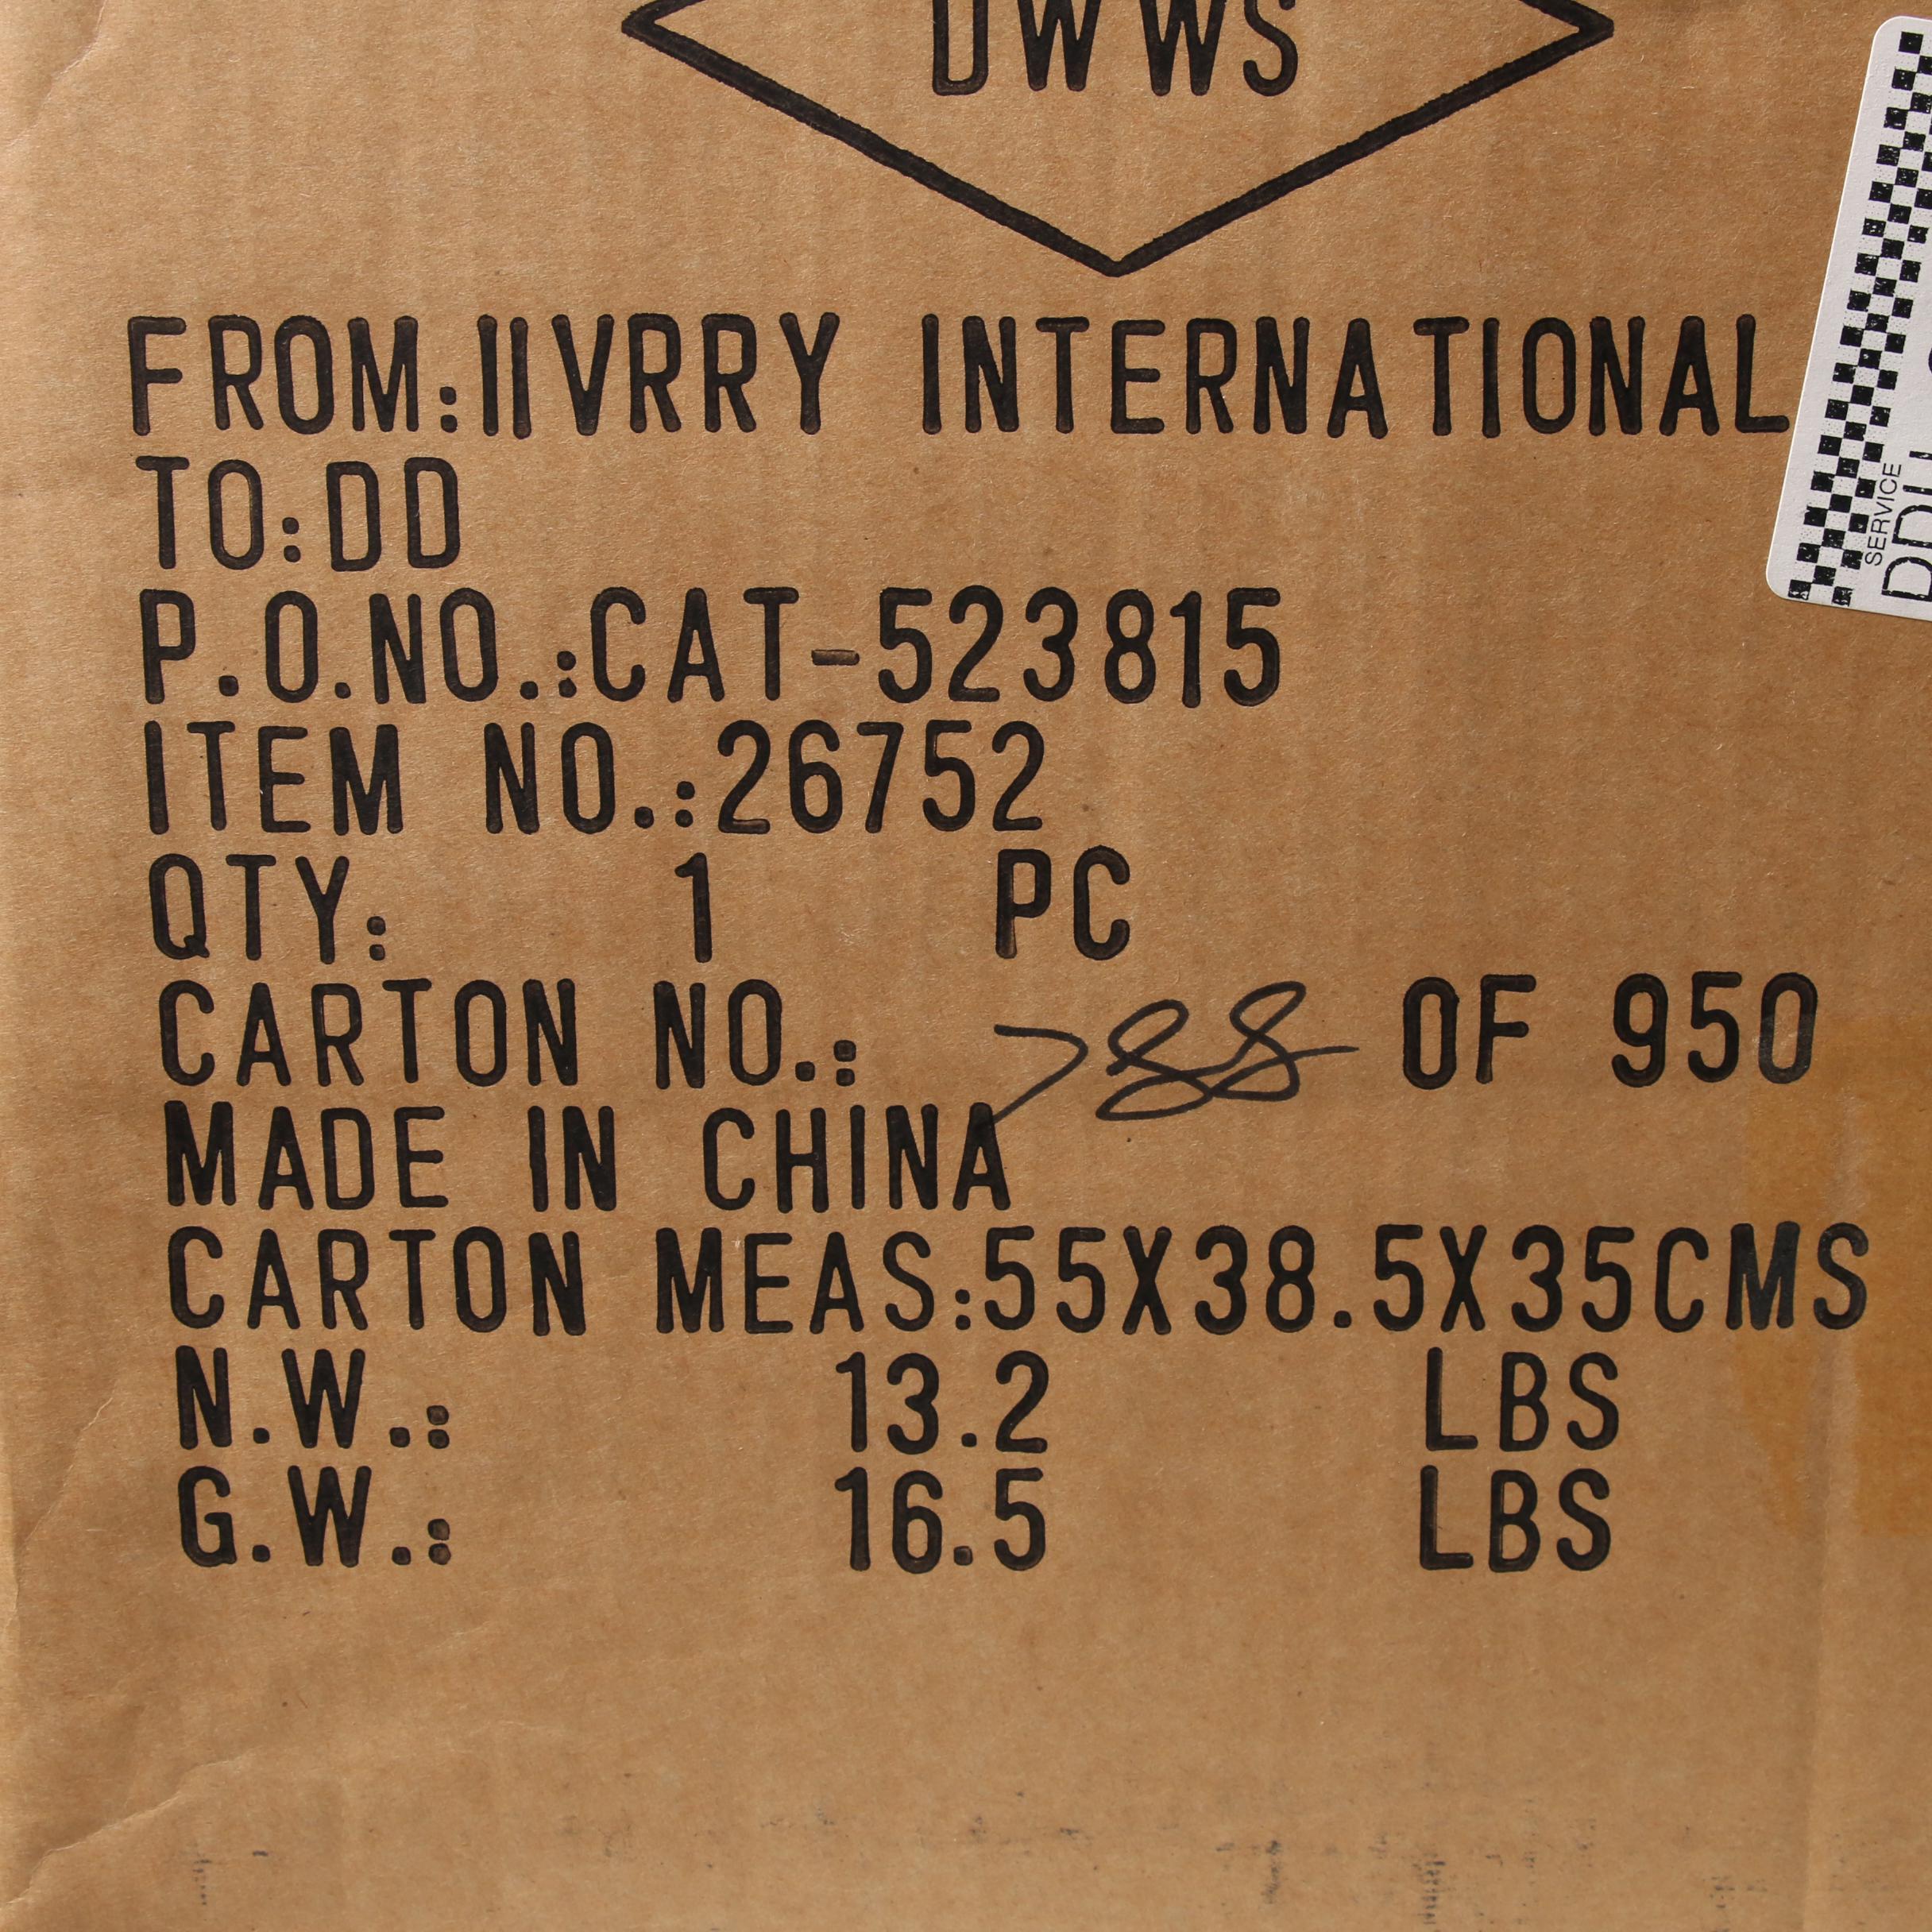 DWWS
FROM:IIVRRY INTERNATIONAL
TO:DD
P.O.NO.:CAT-523815
ITEM NO.:26752
QTY: 1 PC
CARTON NO.: 788 OF 950
MADE IN CHINA
CARTON MEAS:55X38.5X35CMS
N.W.: 13.2 LBS
G.W.: 16.5 LBS
SERVICE